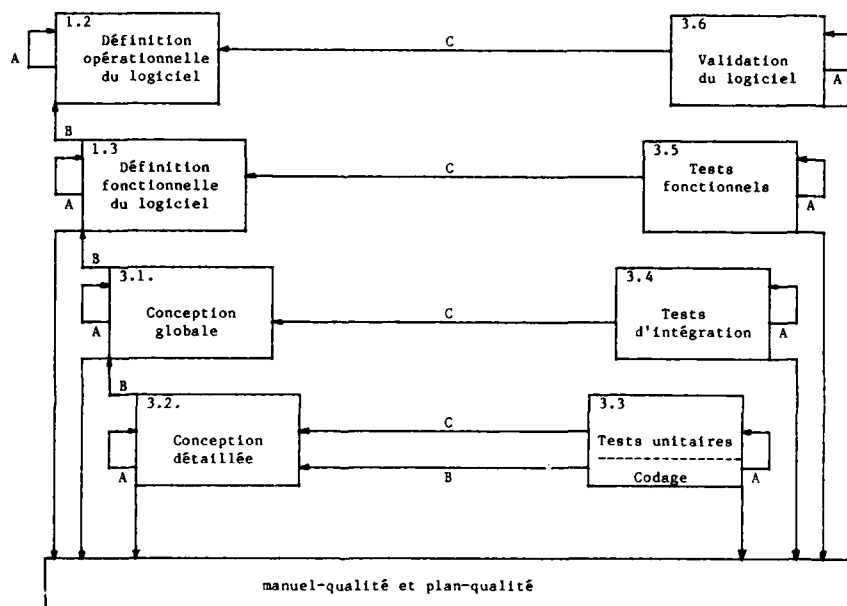 1.2
Définition
opérationnelle
du logiciel
A
C
3.6
Validation
du logiciel
A
B
1.3
Définition
fonctionnelle
du logiciel
A
C
3.5
Tests
fonctionnels
A
B
3.1.
Conception
globale
A
C
3.4
Tests
d'intégration
A
B
3.2.
Conception
détaillée
A
C
B
3.3
Tests unitaires
Codage
A
manuel-qualité et plan-qualité